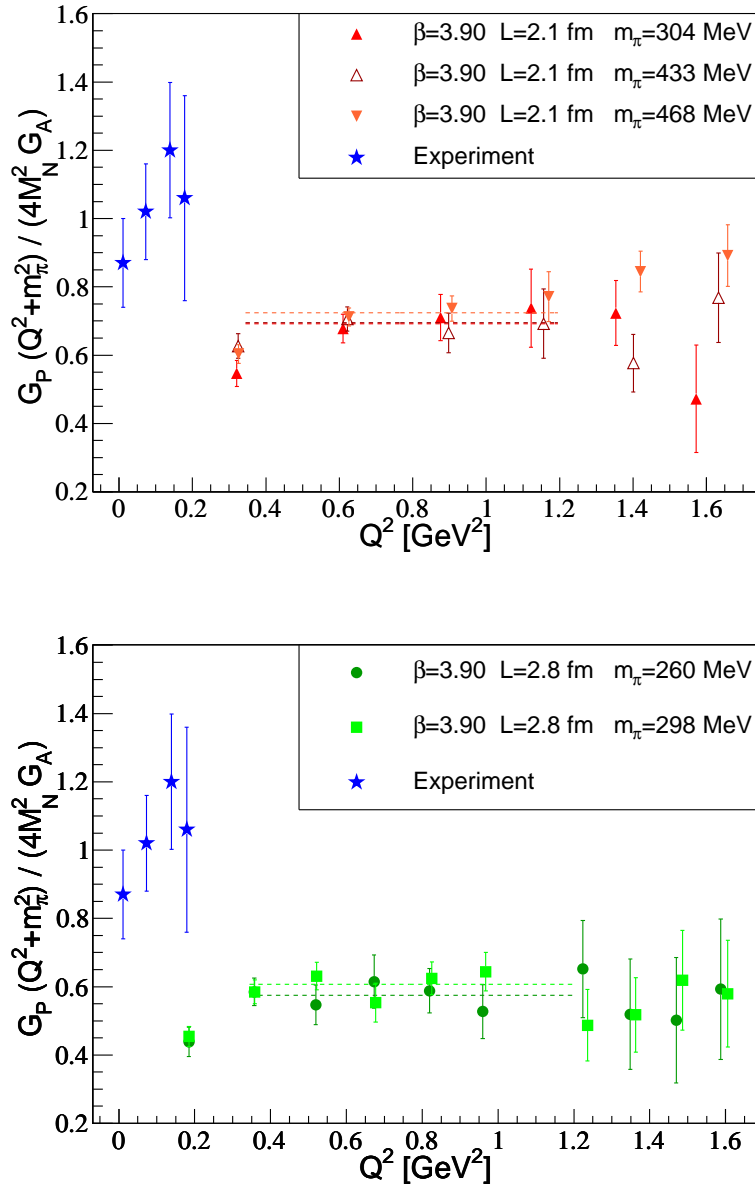 β=3.90 L=2.1 fm mπ=304 MeV
β=3.90 L=2.1 fm mπ=433 MeV
β=3.90 L=2.1 fm mπ=468 MeV
Experiment
G_P (Q²+m_π²) / (4M_N² G_A)
1.6
1.4
1.2
1
0.8
0.6
0.4
0.2
0 0.2 0.4 0.6 0.8 1 1.2 1.4 1.6
Q² [GeV²]
β=3.90 L=2.8 fm mπ=260 MeV
β=3.90 L=2.8 fm mπ=298 MeV
Experiment
G_P (Q²+m_π²) / (4M_N² G_A)
1.6
1.4
1.2
1
0.8
0.6
0.4
0.2
0 0.2 0.4 0.6 0.8 1 1.2 1.4 1.6
Q² [GeV²]